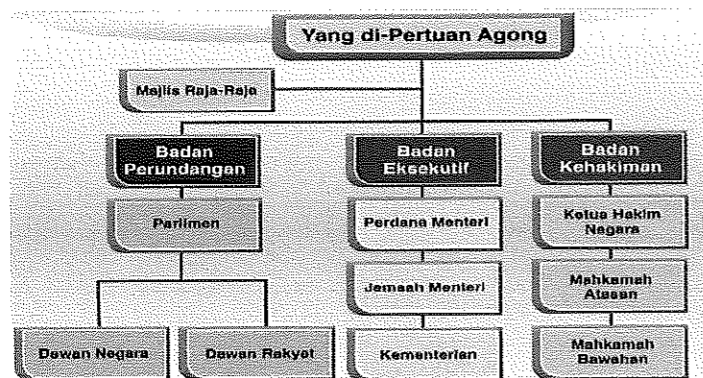 Yang di-Pertuan Agong
Majlis Raja-Raja
Badan
Perundangan
Badan
Eksekutif
Badan
Kehakiman
Parlimen
Perdana Menteri
Ketua Hakim
Negara
Jemaah Menteri
Mahkamah
Atasan
Dewan Negara
Dewan Rakyat
Kementerian
Mahkamah
Bawahan